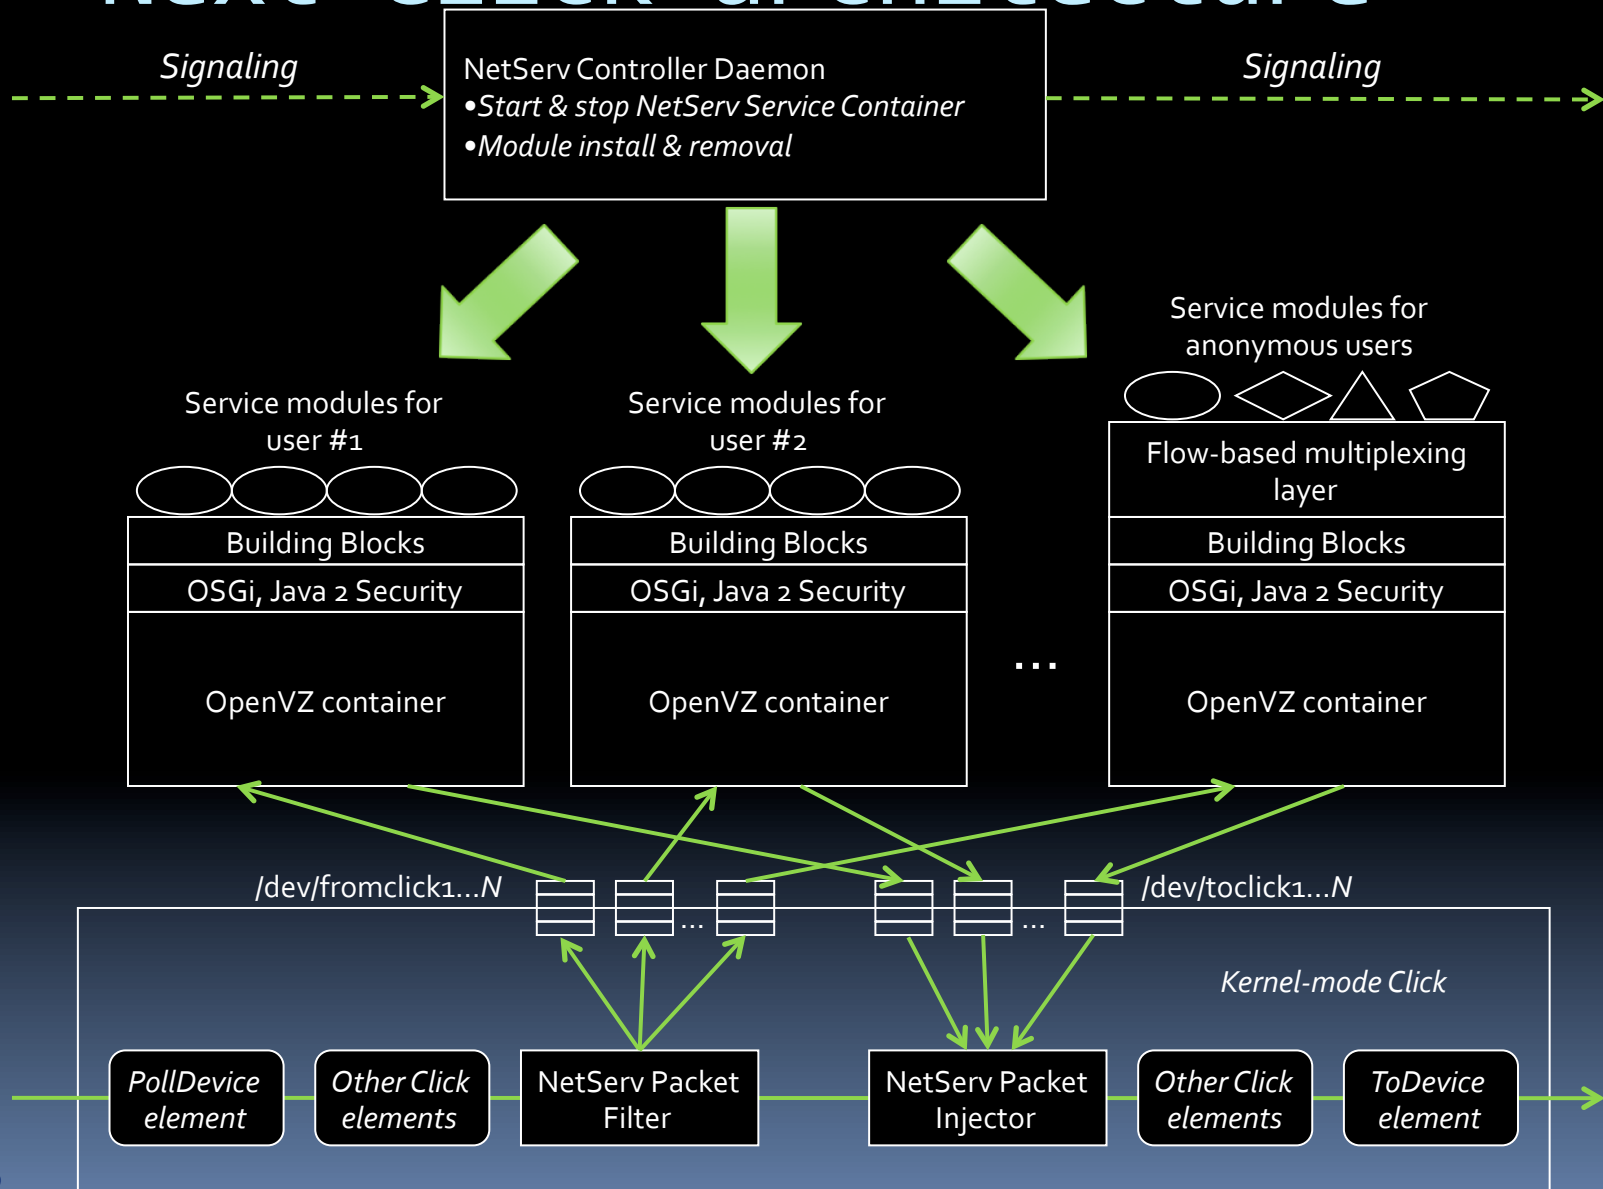 Next Click architecture
Signaling
NetServ Controller Daemon
•Start & stop NetServ Service Container
•Module install & removal
Signaling
Service modules for
anonymous users
Service modules for
user #1
Service modules for
user #2
Flow-based multiplexing
layer
Building Blocks
Building Blocks
Building Blocks
OSGi, Java 2 Security
OSGi, Java 2 Security
OSGi, Java 2 Security
...
OpenVZ container
OpenVZ container
OpenVZ container
/dev/fromclick1...N
...
...
/dev/toclick1...N
Kernel-mode Click
PollDevice
element
Other Click
elements
NetServ Packet
Filter
NetServ Packet
Injector
Other Click
elements
ToDevice
element